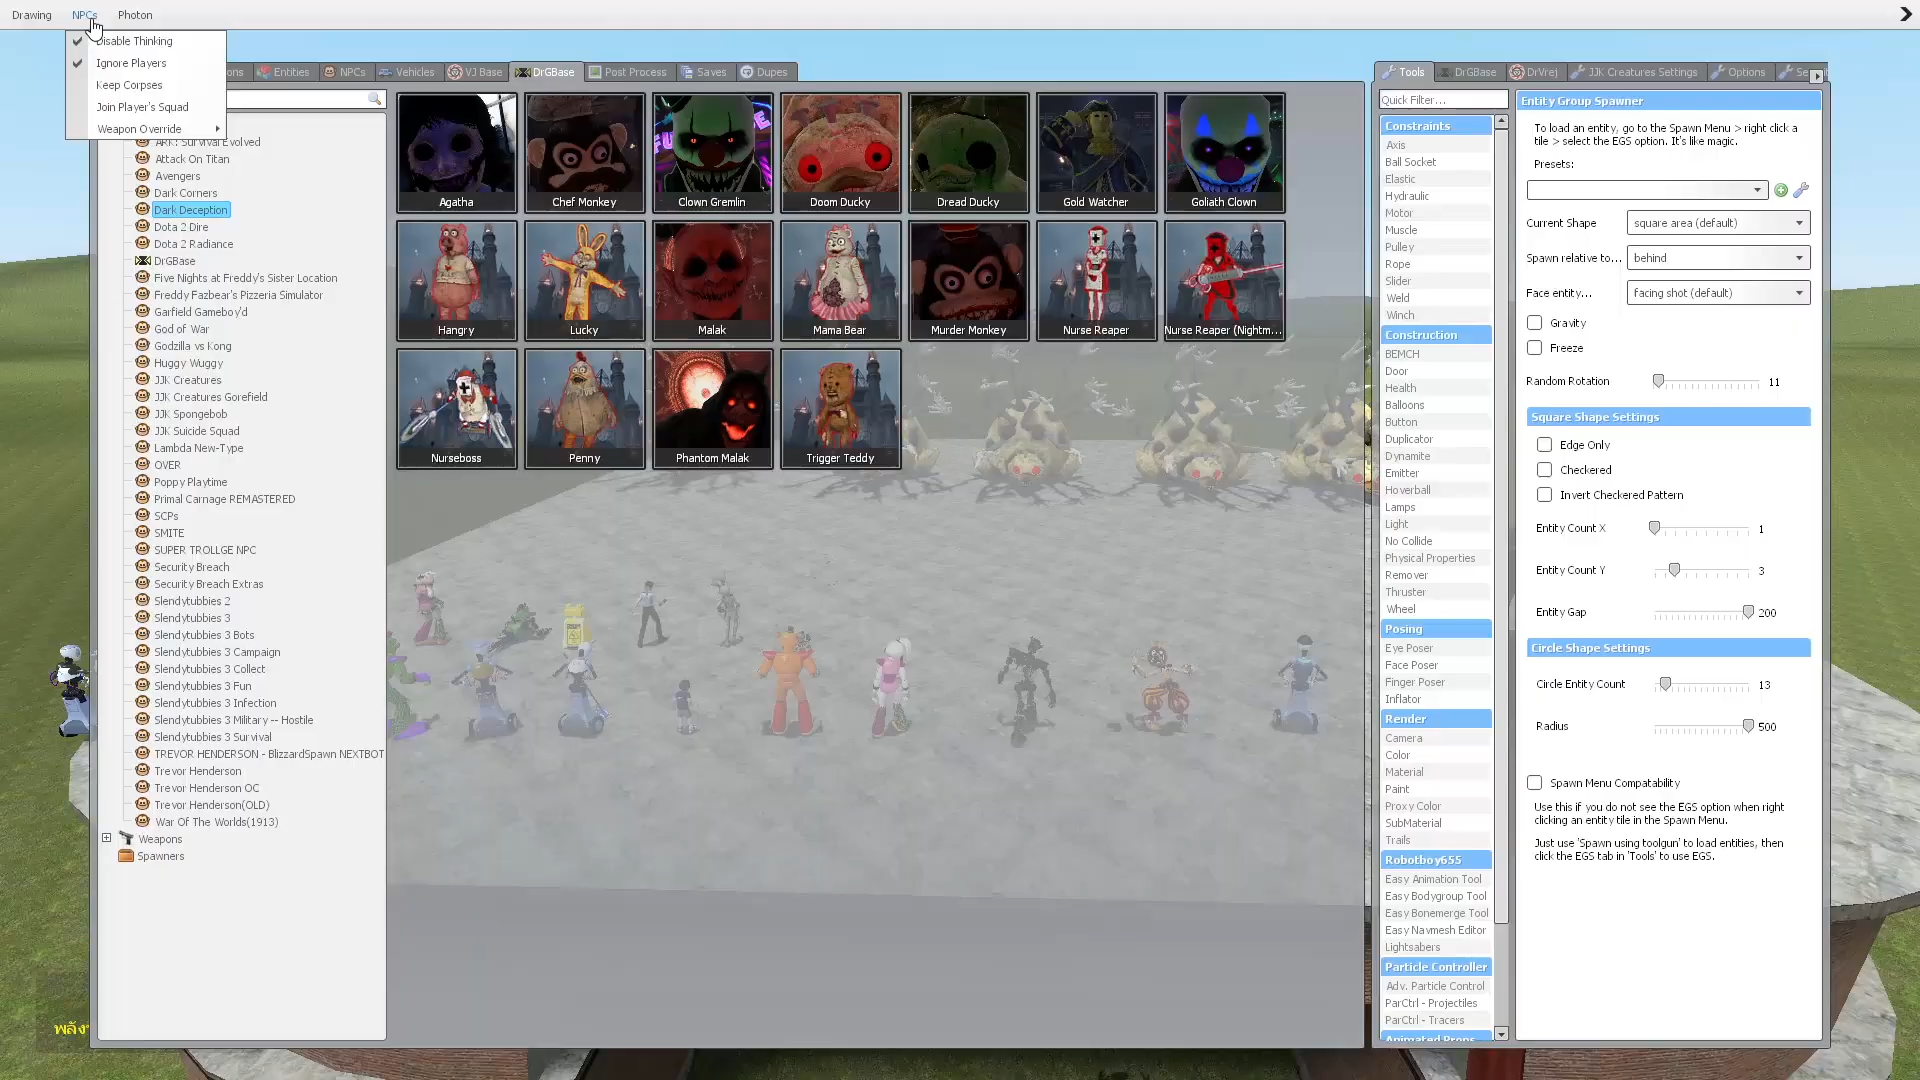 Drawing
NPCs
Photon
Disable Thinking
Ignore Players
Keep Corpses
Join Player's Squad
Weapon Override
Entities
NPCs
Vehicles
VJ Base
DrGBase
Post Process
Saves
Dupes
ARK: Survival Evolved
Attack On Titan
Avengers
Dark Corners
Dark Deception
Dota 2 Dire
Dota 2 Radiance
DrGBase
Five Nights at Freddy's Sister Location
Freddy Fazbear's Pizzeria Simulator
Garfield Gameboy'd
God of War
Godzilla vs Kong
Huggy Wuggy
JJK Creatures
JJK Creatures Gorefield
JJK Spongebob
JJK Suicide Squad
Lambda New-Type
OVER
Poppy Playtime
Primal Carnage REMASTERED
SCPs
SMITE
SUPER TROLLGE NPC
Security Breach
Security Breach Extras
Slendytubbies 2
Slendytubbies 3
Slendytubbies 3 Bots
Slendytubbies 3 Campaign
Slendytubbies 3 Collect
Slendytubbies 3 Fun
Slendytubbies 3 Infection
Slendytubbies 3 Military -- Hostile
Slendytubbies 3 Survival
TREVOR HENDERSON - BlizzardSpawn NEXTBOT
Trevor Henderson
Trevor Henderson OC
Trevor Henderson(OLD)
War Of The Worlds(1913)
Weapons
Spawners
Agatha
Chef Monkey
Clown Gremlin
Doom Ducky
Dread Ducky
Gold Watcher
Goliath Clown
Hangry
Lucky
Malak
Mama Bear
Murder Monkey
Nurse Reaper
Nurse Reaper (Nightm...
Nurseboss
Penny
Phantom Malak
Trigger Teddy
Tools
DrGBase
DrVrej
JJK Creatures Settings
Options
Quick Filter...
Constraints
Axis
Ball Socket
Elastic
Hydraulic
Motor
Muscle
Pulley
Rope
Slider
Weld
Winch
Construction
BEMCH
Door
Health
Balloons
Button
Duplicator
Dynamite
Emitter
Hoverball
Lamps
Light
No Collide
Physical Properties
Remover
Thruster
Wheel
Posing
Eye Poser
Face Poser
Finger Poser
Inflator
Render
Camera
Color
Material
Paint
Proxy Color
SubMaterial
Trails
Robotboy655
Easy Animation Tool
Easy Bodygroup Tool
Easy Bonemerge Tool
Easy Navmesh Editor
Lightsabers
Particle Controller
Adv. Particle Control
ParCtrl - Projectiles
ParCtrl - Tracers
Animated Props
Entity Group Spawner
To load an entity, go to the Spawn Menu > right click a
tile > select the EGS option. It's like magic.
Presets:
Current Shape
square area (default)
Spawn relative to...
behind
Face entity...
facing shot (default)
Gravity
Freeze
Random Rotation
11
Square Shape Settings
Edge Only
Checkered
Invert Checkered Pattern
Entity Count X
1
Entity Count Y
3
Entity Gap
200
Circle Shape Settings
Circle Entity Count
13
Radius
500
Spawn Menu Compatability
Use this if you do not see the EGS option when right
clicking an entity tile in the Spawn Menu.
Just use 'Spawn using toolgun' to load entities, then
click the EGS tab in 'Tools' to use EGS.